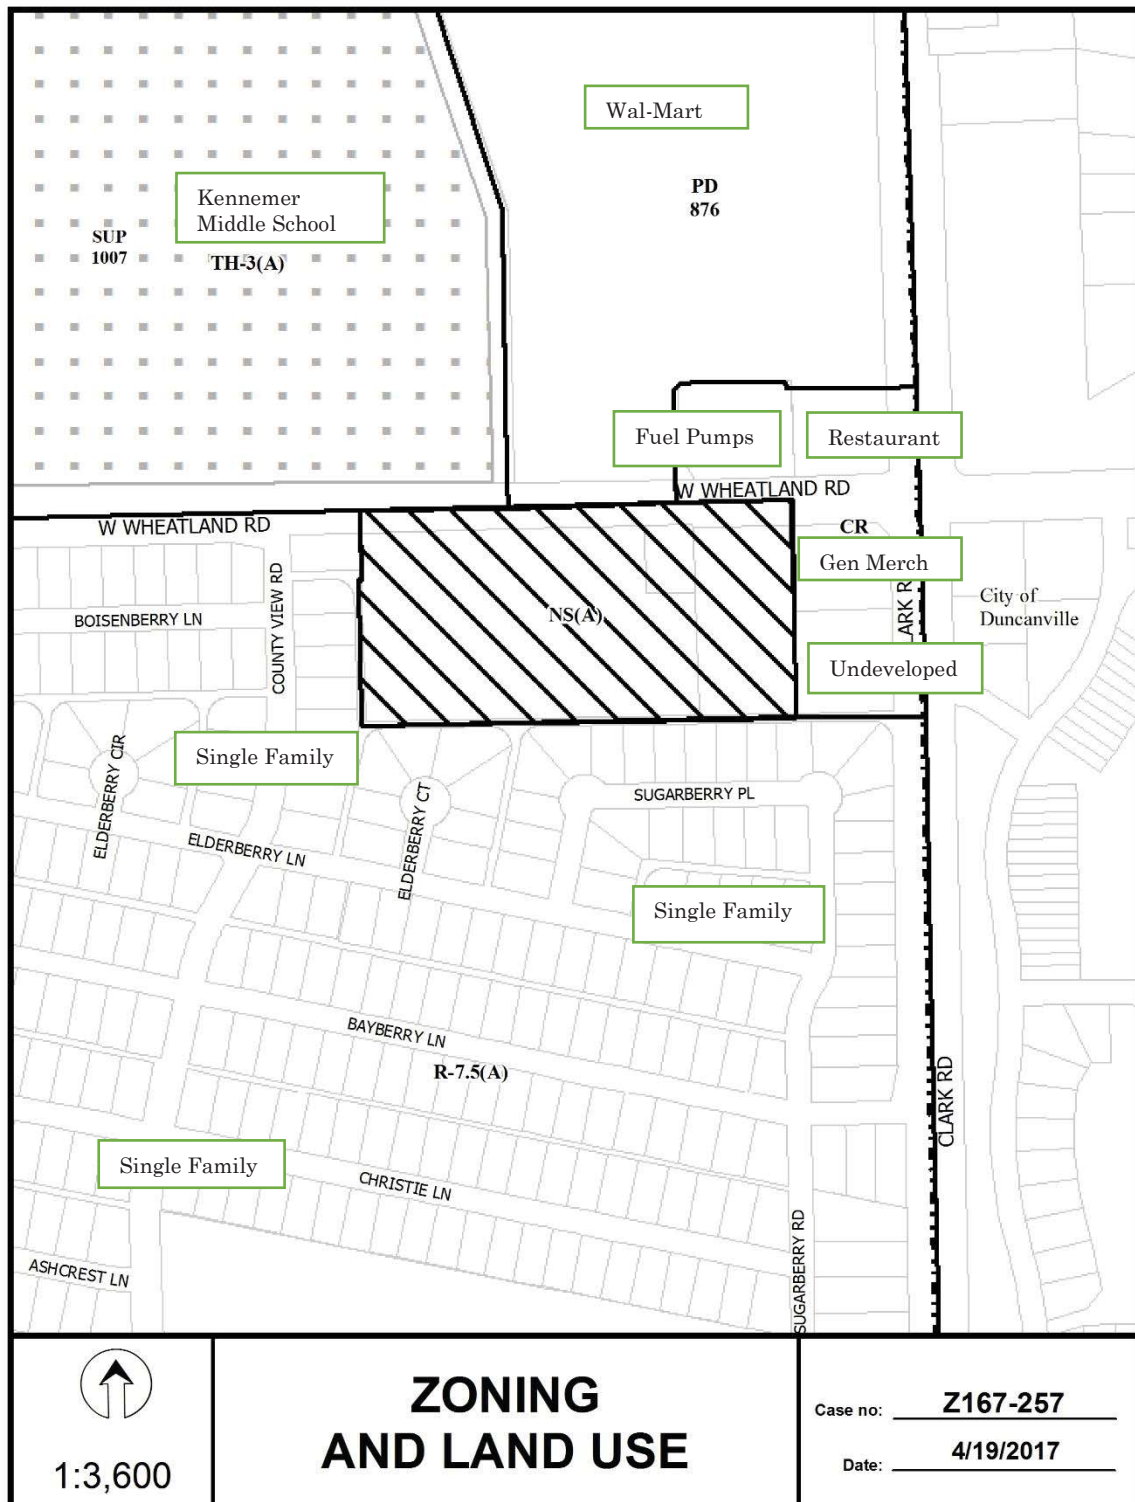 Wal-Mart
PD
876
Kennemer
Middle School
SUP
1007
TH-3(A)
Fuel Pumps
Restaurant
W WHEATLAND RD
W WHEATLAND RD
CR
Gen Merch
BOISENBERRY LN
COUNTY VIEW RD
NS(A)
ARK R
City of
Duncanville
Undeveloped
Single Family
ELDERBERRY CIR
ELDERBERRY LN
ELDERBERRY CT
SUGARBERRY PL
Single Family
BAYBERRY LN
R-7.5(A)
CLARK RD
Single Family
CHRISTIE LN
SUGARBERRY RD
ASHCREST LN
1:3,600
ZONING
AND LAND USE
Case no: Z167-257
Date: 4/19/2017